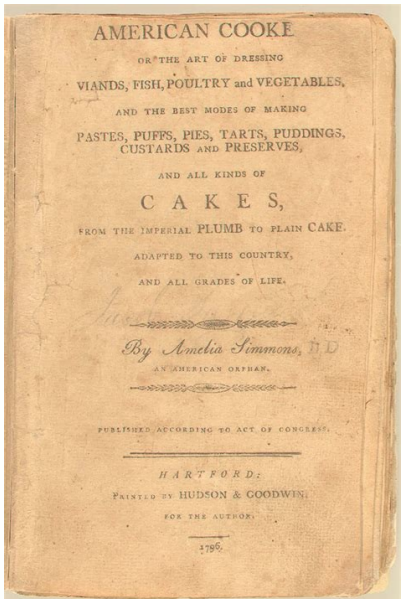 AMERICAN COOKE
OR THE ART OF DRESSING
VIANDS, FISH, POULTRY and VEGETABLES,
AND THE BEST MODES OF MAKING
PASTES, PUFFS, PIES, TARTS, PUDDINGS,
CUSTARDS AND PRESERVES,
AND ALL KINDS OF
CAKES,
FROM THE IMPERIAL PLUMB TO PLAIN CAKE.
ADAPTED TO THIS COUNTRY,
AND ALL GRADES OF LIFE.
By Amelia Simmons,
AN AMERICAN ORPHAN.
PUBLISHED ACCORDING TO ACT OF CONGRESS.
HARTFORD:
PRINTED BY HUDSON & GOODWIN.
FOR THE AUTHOR.
1796.